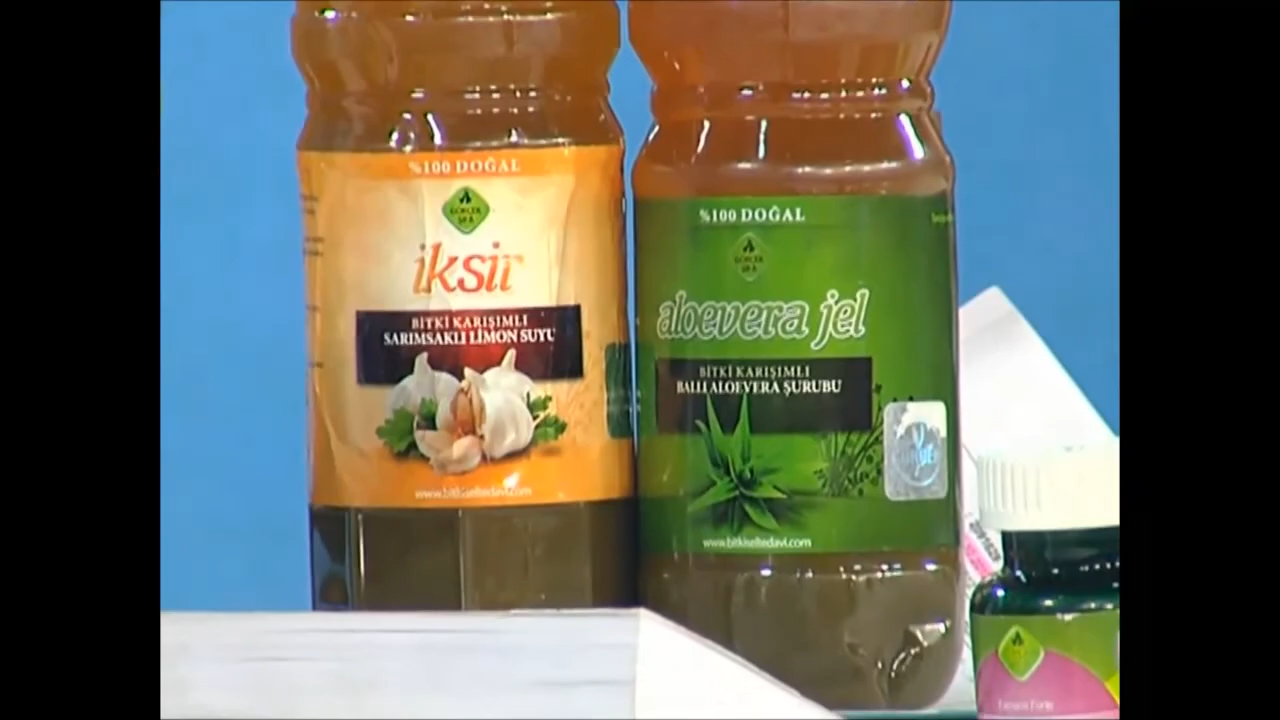 %100 DOĞAL
iksir
BİTKİ KARIŞIMLI
SARIMSAKLI LİMON SUYU
www.bitkiseltedavi.com
%100 DOĞAL
aloevera jel
BİTKİ KARIŞIMLI
BALLI ALOEVERA ŞURUBU
www.bitkiseltedavi.com